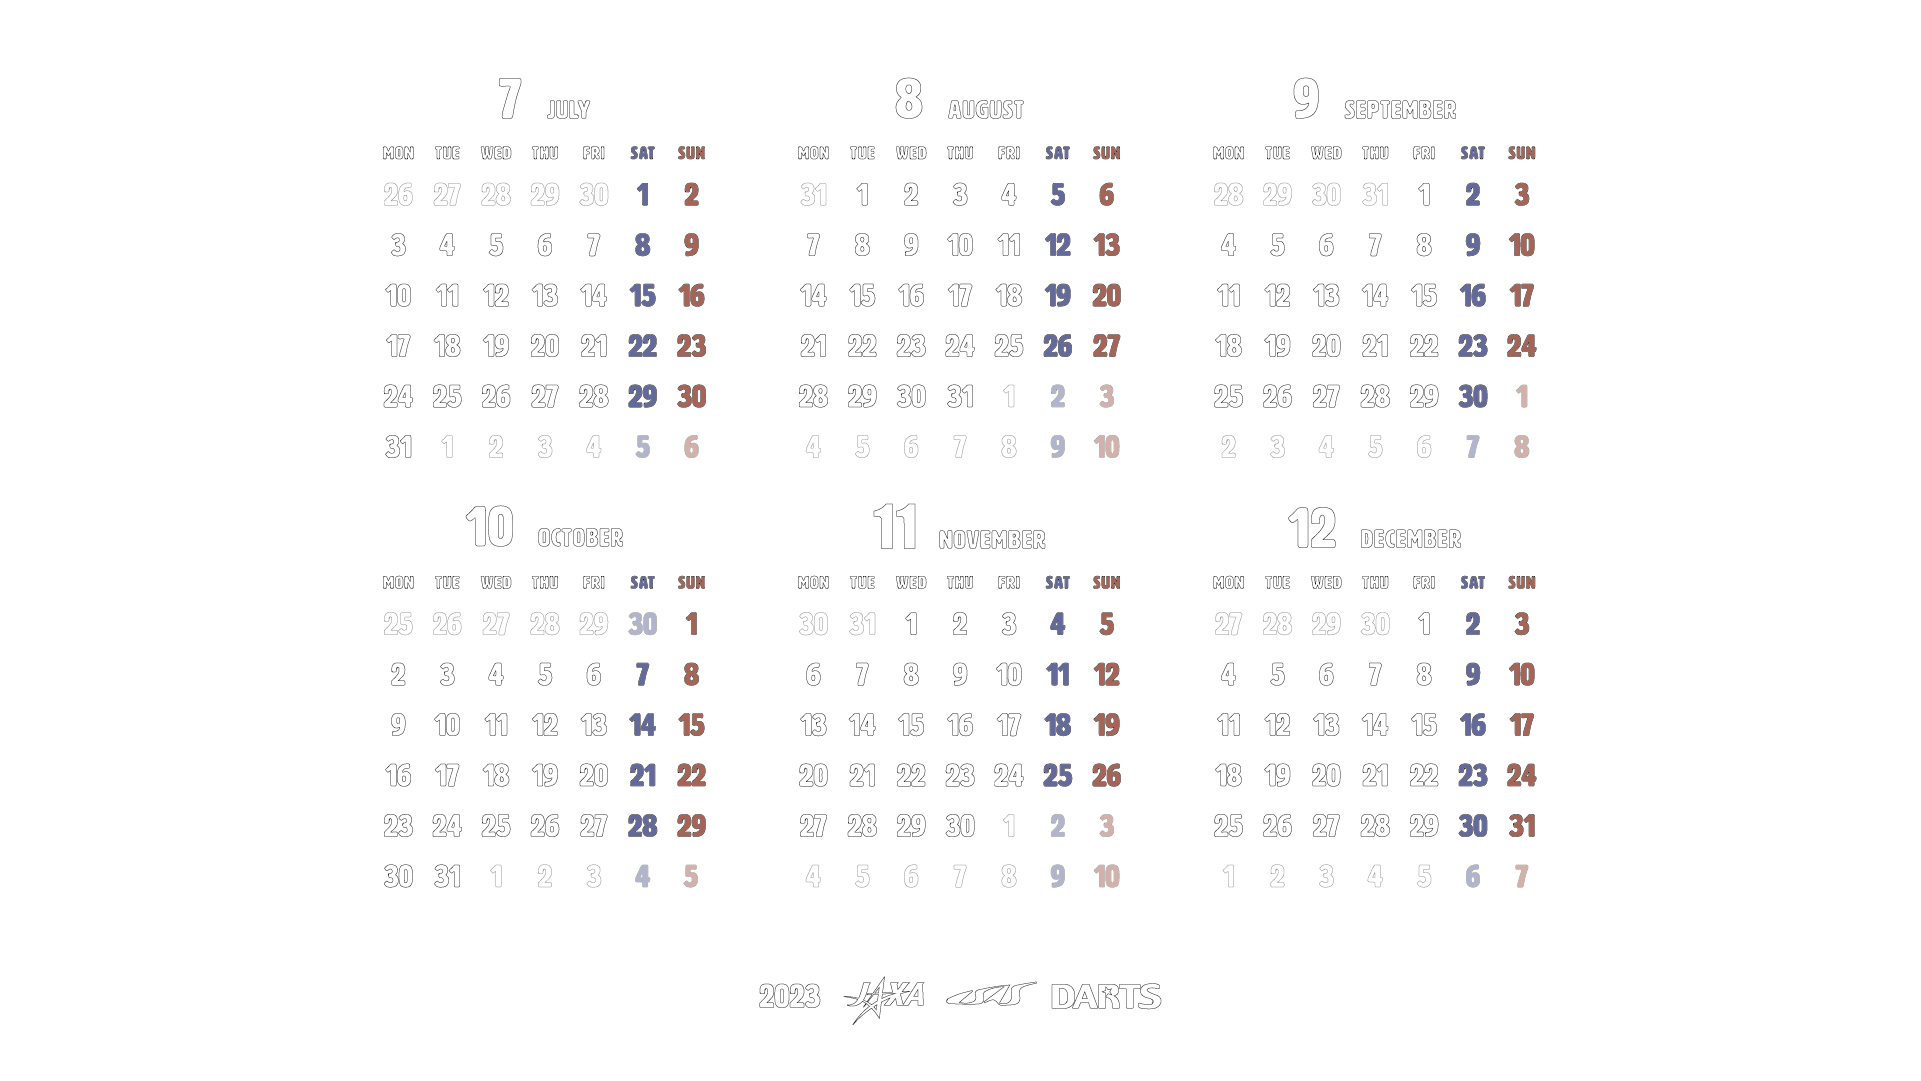 7 JULY
MON TUE WED THU FRI SAT SUN
26 27 28 29 30 1 2
3 4 5 6 7 8 9
10 11 12 13 14 15 16
17 18 19 20 21 22 23
24 25 26 27 28 29 30
31 1 2 3 4 5 6
8 AUGUST
MON TUE WED THU FRI SAT SUN
31 1 2 3 4 5 6
7 8 9 10 11 12 13
14 15 16 17 18 19 20
21 22 23 24 25 26 27
28 29 30 31 1 2 3
4 5 6 7 8 9 10
9 SEPTEMBER
MON TUE WED THU FRI SAT SUN
28 29 30 31 1 2 3
4 5 6 7 8 9 10
11 12 13 14 15 16 17
18 19 20 21 22 23 24
25 26 27 28 29 30 1
2 3 4 5 6 7 8
10 OCTOBER
MON TUE WED THU FRI SAT SUN
25 26 27 28 29 30 1
2 3 4 5 6 7 8
9 10 11 12 13 14 15
16 17 18 19 20 21 22
23 24 25 26 27 28 29
30 31 1 2 3 4 5
11 NOVEMBER
MON TUE WED THU FRI SAT SUN
30 31 1 2 3 4 5
6 7 8 9 10 11 12
13 14 15 16 17 18 19
20 21 22 23 24 25 26
27 28 29 30 1 2 3
4 5 6 7 8 9 10
12 DECEMBER
MON TUE WED THU FRI SAT SUN
27 28 29 30 1 2 3
4 5 6 7 8 9 10
11 12 13 14 15 16 17
18 19 20 21 22 23 24
25 26 27 28 29 30 31
1 2 3 4 5 6 7
2023 JAXA ISAS DARTS